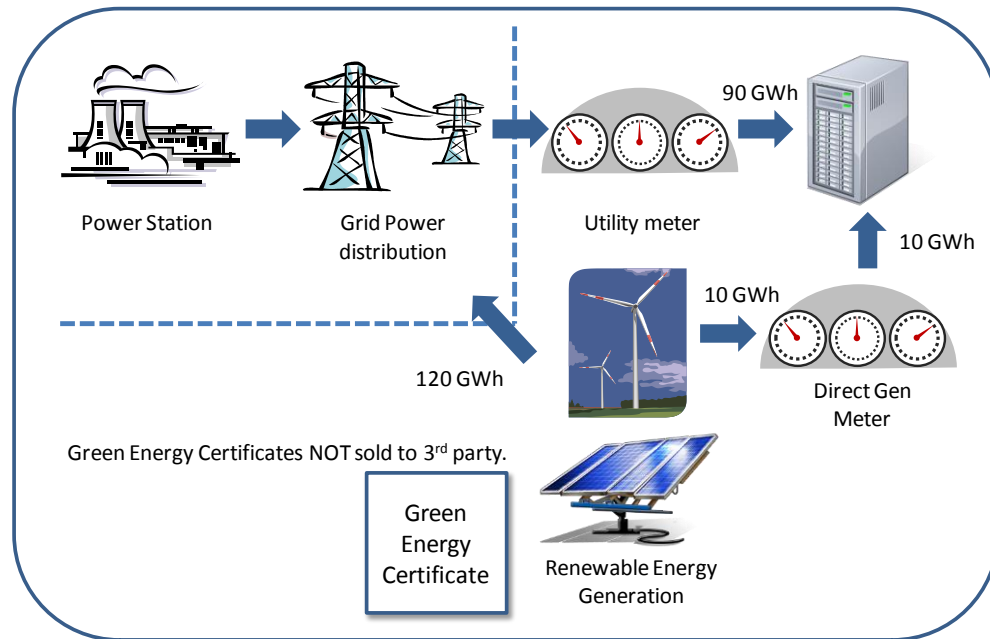 90 GWh
Power Station
Grid Power
distribution
Utility meter
10 GWh
10 GWh
120 GWh
Direct Gen
Meter
Green Energy Certificates NOT sold to 3rd party.
Green
Energy
Certificate
Renewable Energy
Generation